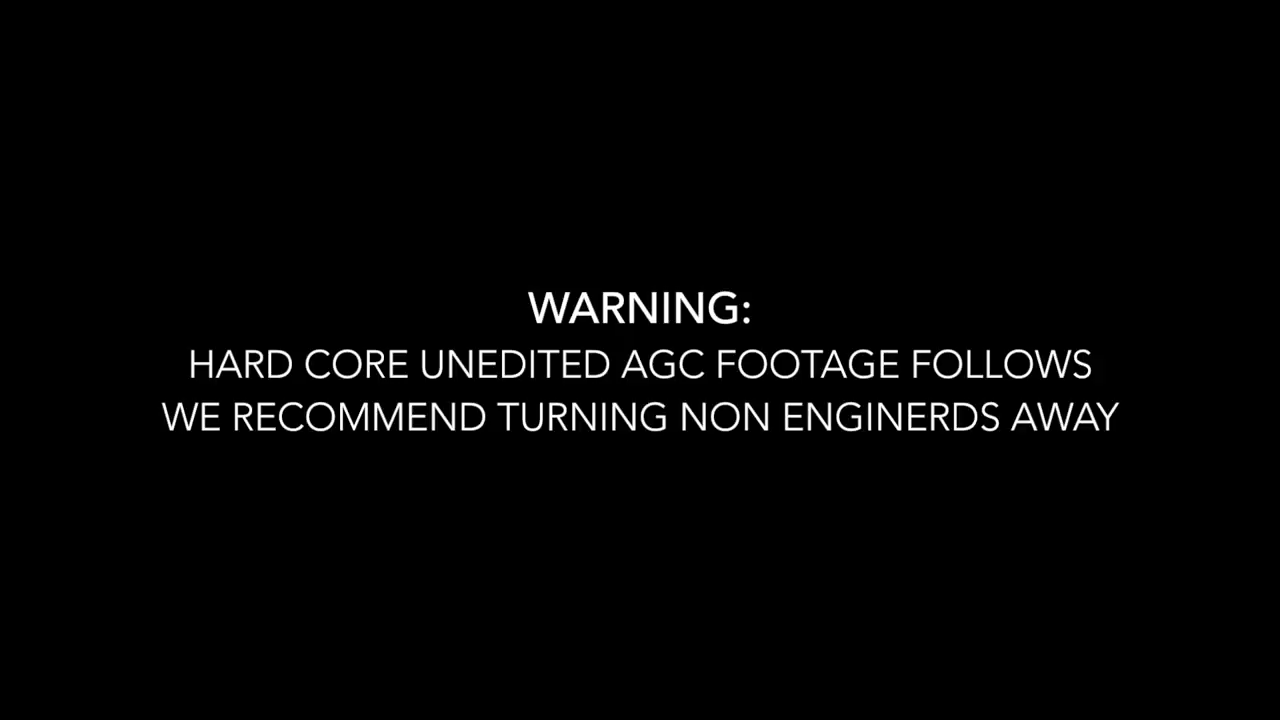 WARNING:
HARD CORE UNEDITED AGC FOOTAGE FOLLOWS
WE RECOMMEND TURNING NON ENGINERDS AWAY